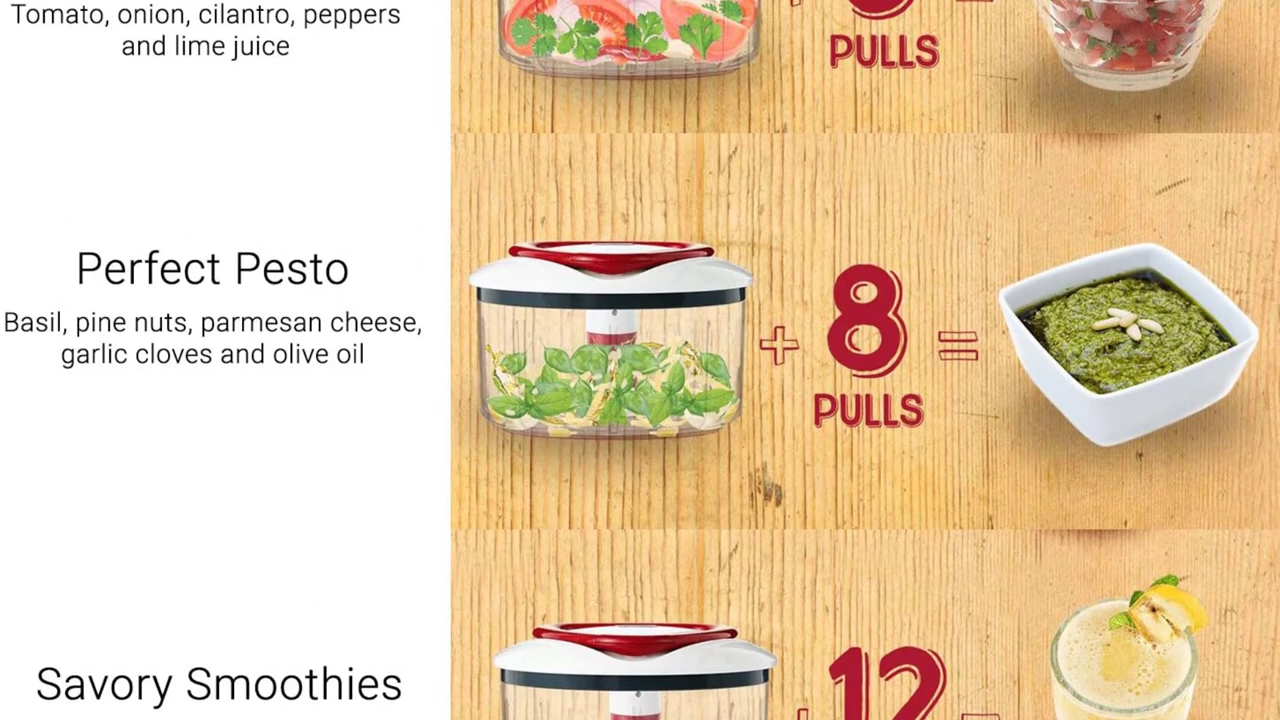 Tomato, onion, cilantro, peppers
and lime juice
PULLS
Perfect Pesto
Basil, pine nuts, parmesan cheese,
garlic cloves and olive oil
+ 8 =
PULLS
Savory Smoothies
12